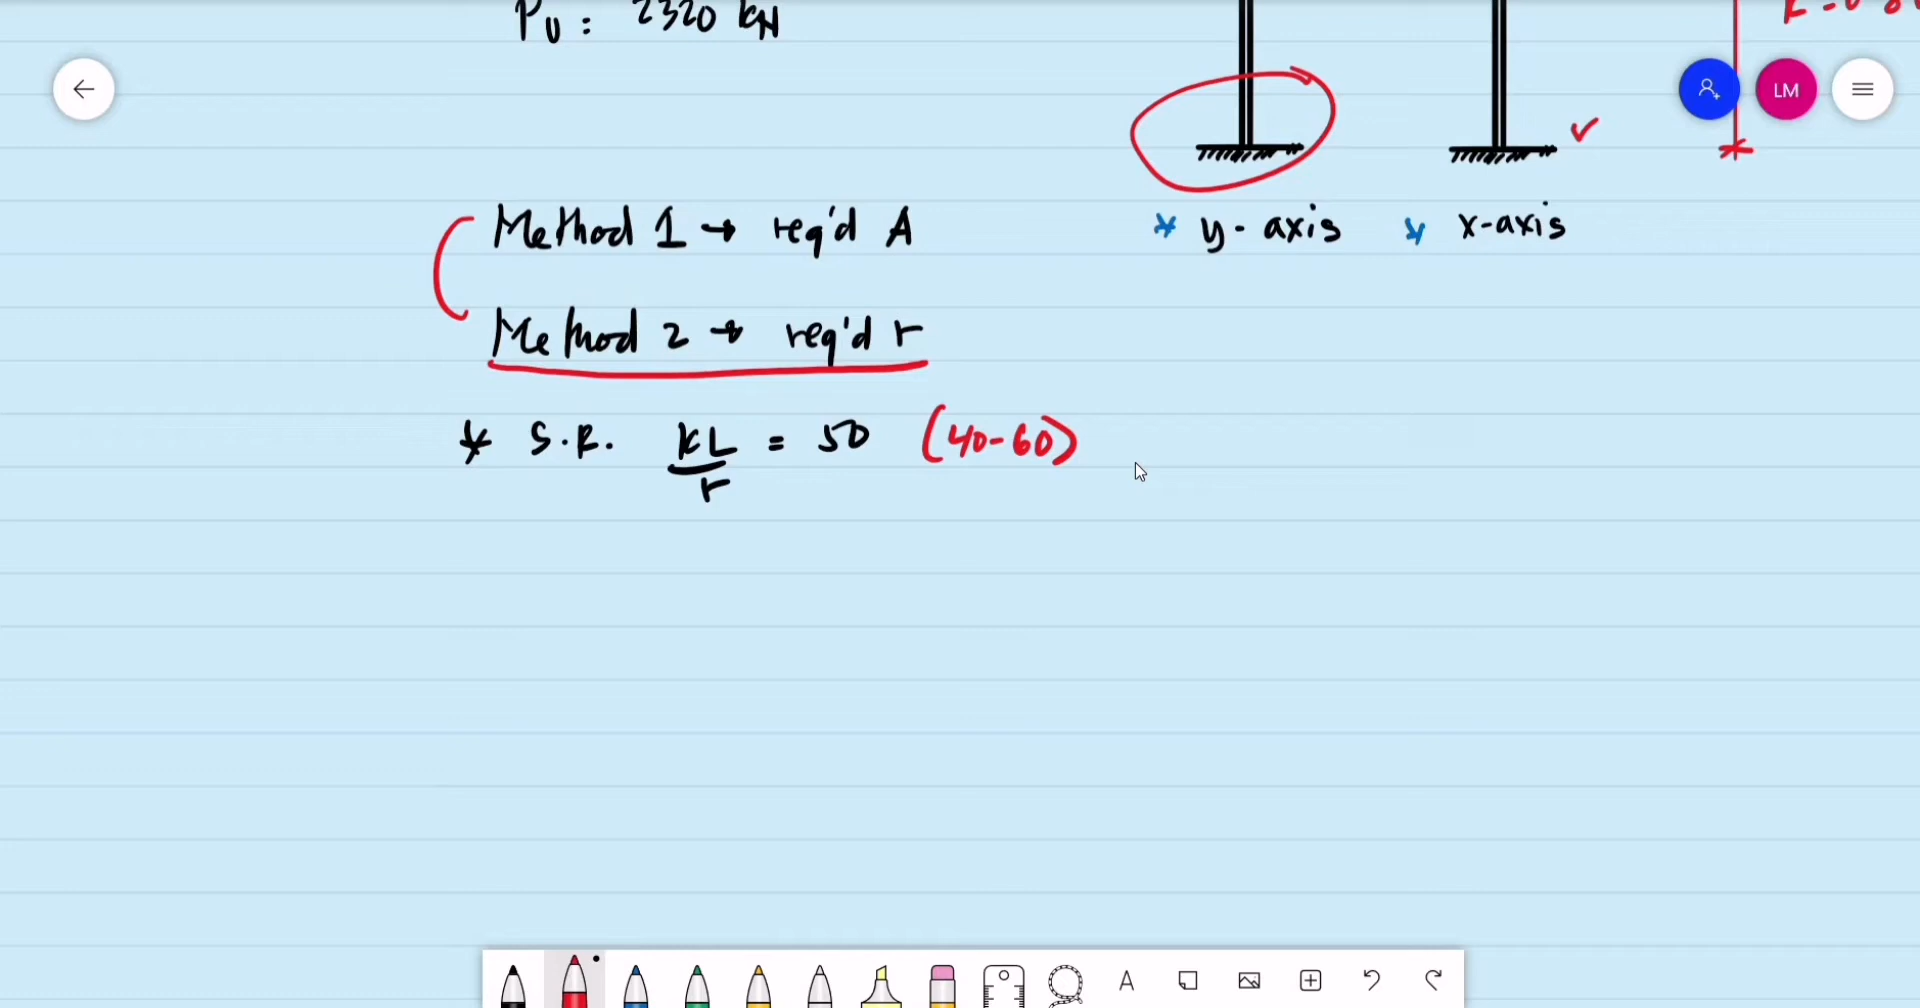 PU : 2320 kN
LM
Method 1 → req'd A
* y- axis * x-axis
Method 2 → req'd r
* S.R. KL/r = 50 (40-60)
A